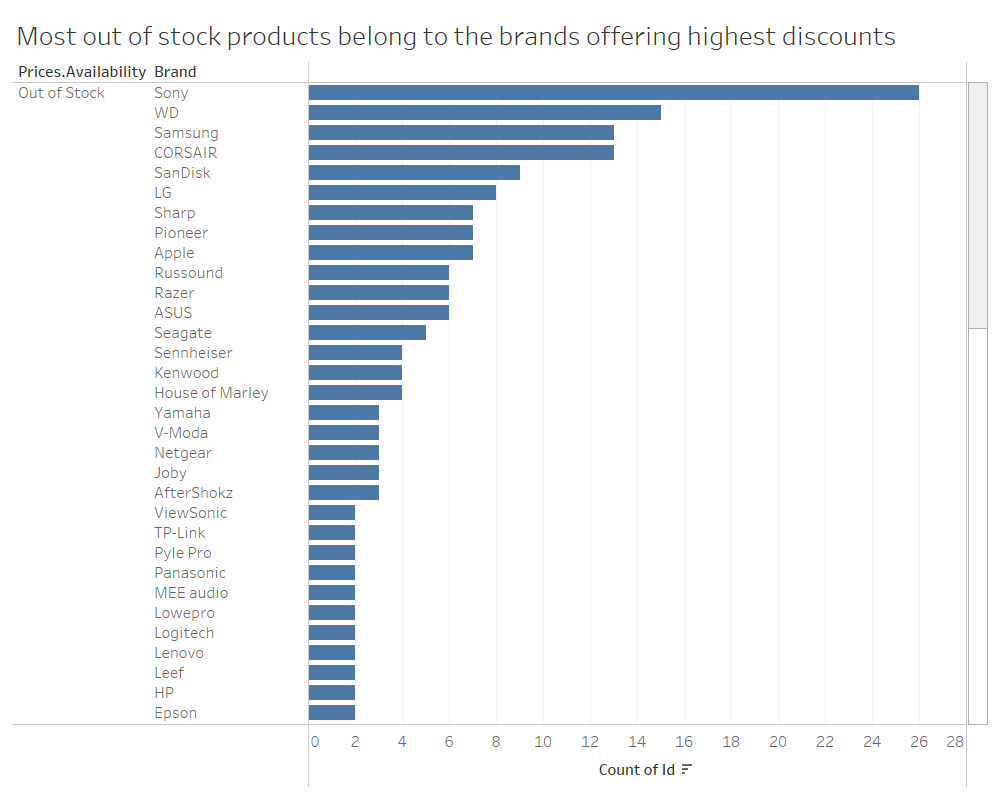 Most out of stock products belong to the brands offering highest discounts
Prices.Availability Brand
Out of Stock Sony
WD
Samsung
CORSAIR
SanDisk
LG
Sharp
Pioneer
Apple
Russound
Razer
ASUS
Seagate
Sennheiser
Kenwood
House of Marley
Yamaha
V-Moda
Netgear
Joby
AfterShokz
ViewSonic
TP-Link
Pyle Pro
Panasonic
MEE audio
Lowepro
Logitech
Lenovo
Leef
HP
Epson
0 2 4 6 8 10 12 14 16 18 20 22 24 26 28
Count of Id